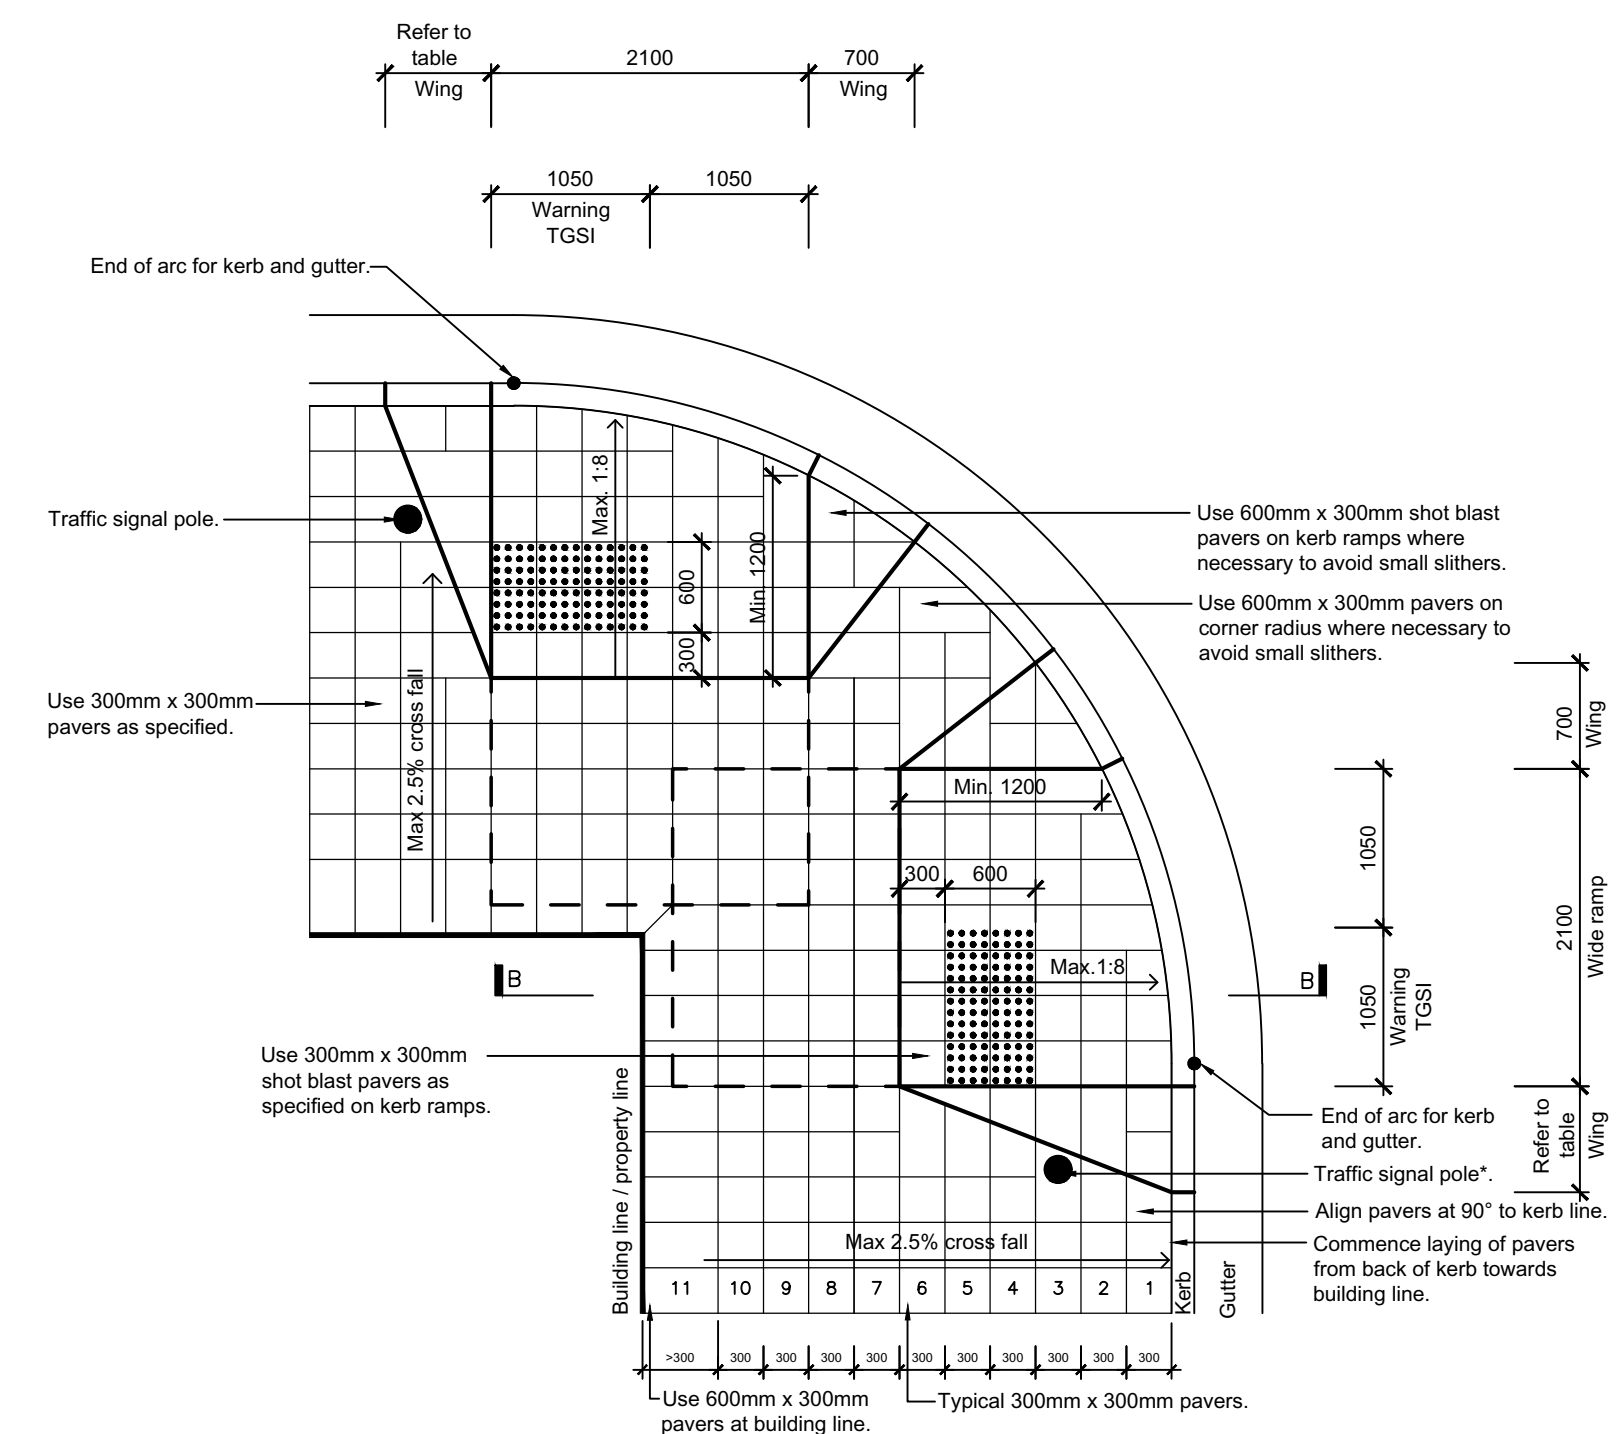 Refer to
table
Wing
2100
700
Wing
1050
Warning
TGSI
1050
End of arc for kerb and gutter.
Max. 1:8
Min. 1200
600
300
Traffic signal pole.
Use 300mm x 300mm
pavers as specified.
Max 2.5% cross fall
Use 600mm x 300mm shot blast
pavers on kerb ramps where
necessary to avoid small slithers.
Use 600mm x 300mm pavers on
corner radius where necessary to
avoid small slithers.
700
Wing
Min. 1200
300
600
Max.1:8
1050
2100
Wide ramp
1050
Warning
TGSI
B
B
Use 300mm x 300mm
shot blast pavers as
specified on kerb ramps.
Building line / property line
End of arc for kerb
and gutter.
Refer to
table
Wing
Traffic signal pole*.
Align pavers at 90° to kerb line.
Commence laying of pavers
from back of kerb towards
building line.
Max 2.5% cross fall
11 10 9 8 7 6 5 4 3 2 1
Kerb
Gutter
>300 300 300 300 300 300 300 300 300 300 300
Use 600mm x 300mm
pavers at building line.
Typical 300mm x 300mm pavers.